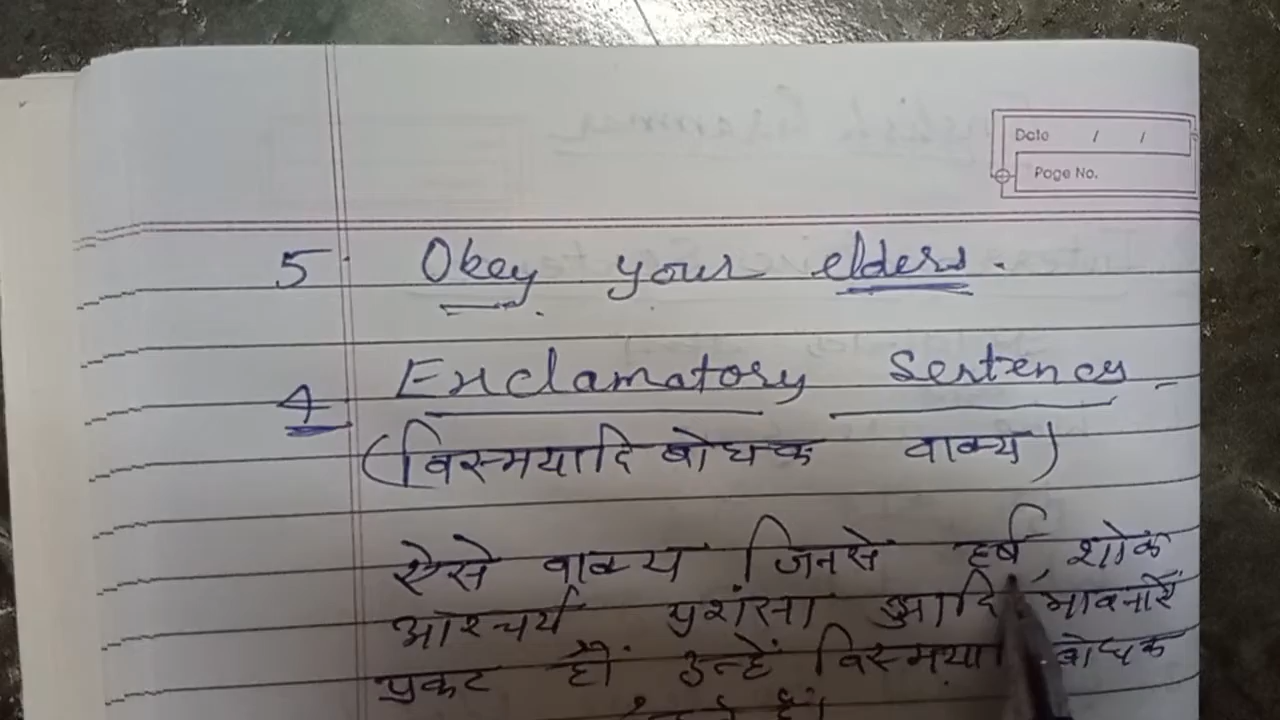 Date / /
Page No.
5. Okey your elders.
4 Exclamatory Sentency
(विस्मयादि बोधक वाक्य)
ऐसे वाक्य जिनसे हर्ष, शोक
आश्चर्य प्रशंसा आदि भावनाऐं
प्रकट हों उन्हें विस्मया बोधक